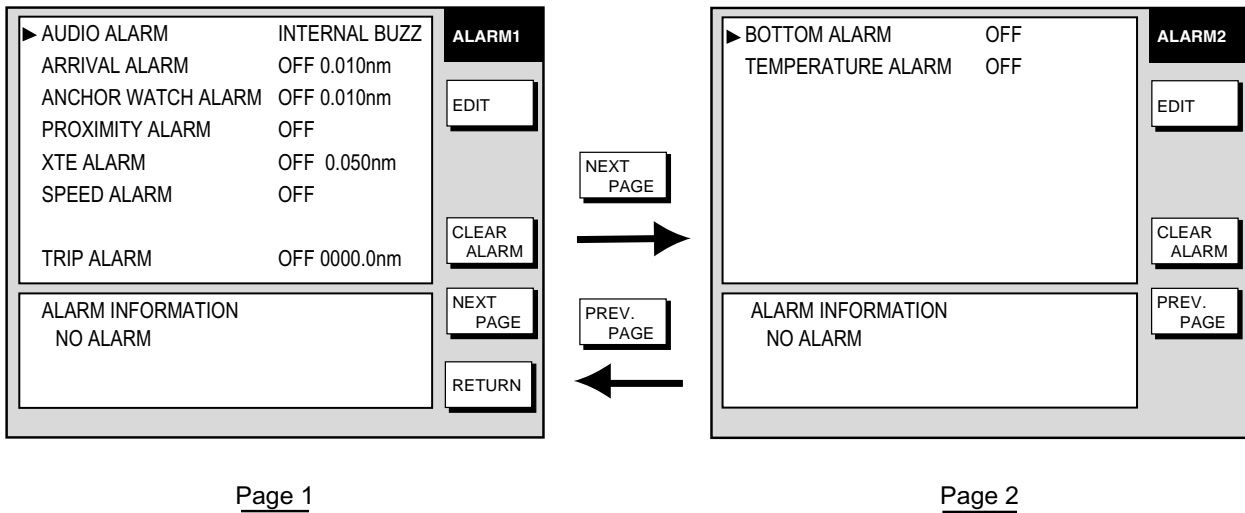 ▶ AUDIO ALARM INTERNAL BUZZ
ARRIVAL ALARM OFF 0.010nm
ANCHOR WATCH ALARM OFF 0.010nm
PROXIMITY ALARM OFF
XTE ALARM OFF 0.050nm
SPEED ALARM OFF
TRIP ALARM OFF 0000.0nm
ALARM INFORMATION
NO ALARM
ALARM1
EDIT
CLEAR
ALARM
NEXT
PAGE
RETURN
NEXT
PAGE
PREV.
PAGE
▶ BOTTOM ALARM OFF
TEMPERATURE ALARM OFF
ALARM INFORMATION
NO ALARM
ALARM2
EDIT
CLEAR
ALARM
PREV.
PAGE
Page 1
Page 2